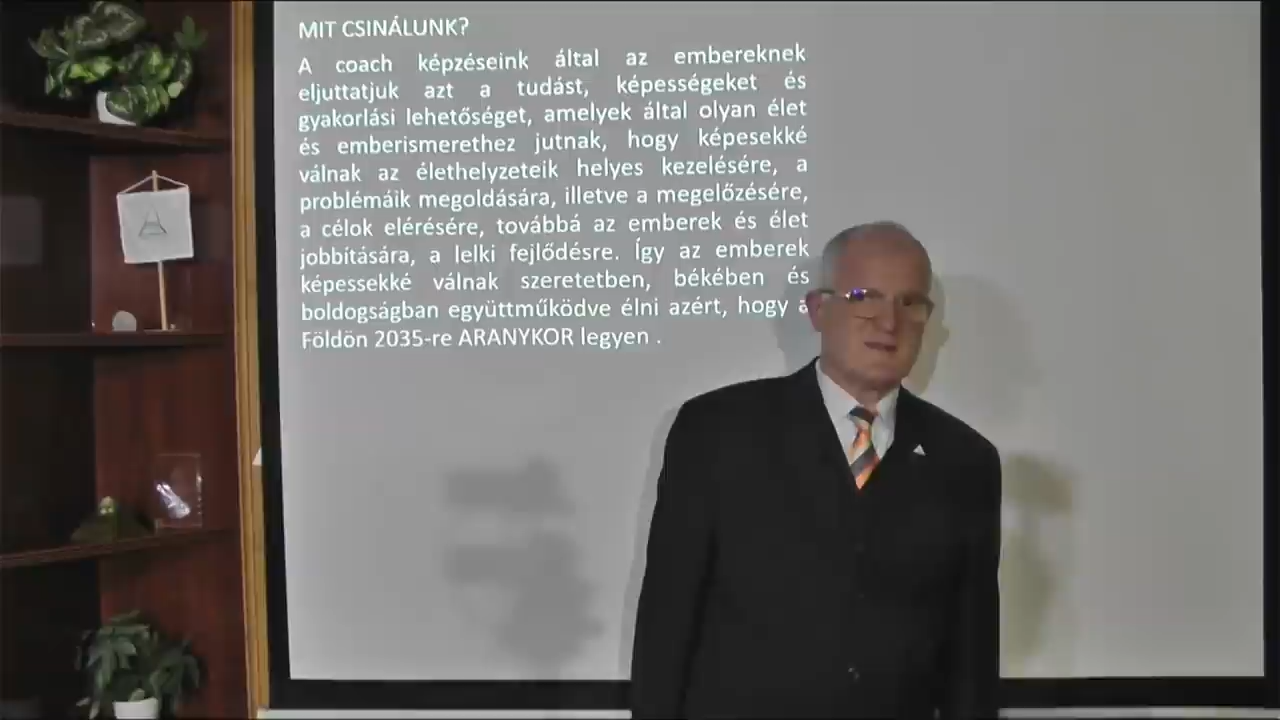 MIT CSINÁLUNK?
A coach képzéseink által az embereknek
eljuttatjuk azt a tudást, képességeket és
gyakorlási lehetőséget, amelyek által olyan élet
és emberismerethez jutnak, hogy képesekké
válnak az élethelyzeteik helyes kezelésére, a
problémáik megoldására, illetve a megelőzésére,
a célok elérésére, továbbá az emberek és élet
jobbítására, a lelki fejlődésre. Így az emberek
képessekké válnak szeretetben, békében és
boldogságban együttműködve élni azért, hogy a
Földön 2035-re ARANYKOR legyen .